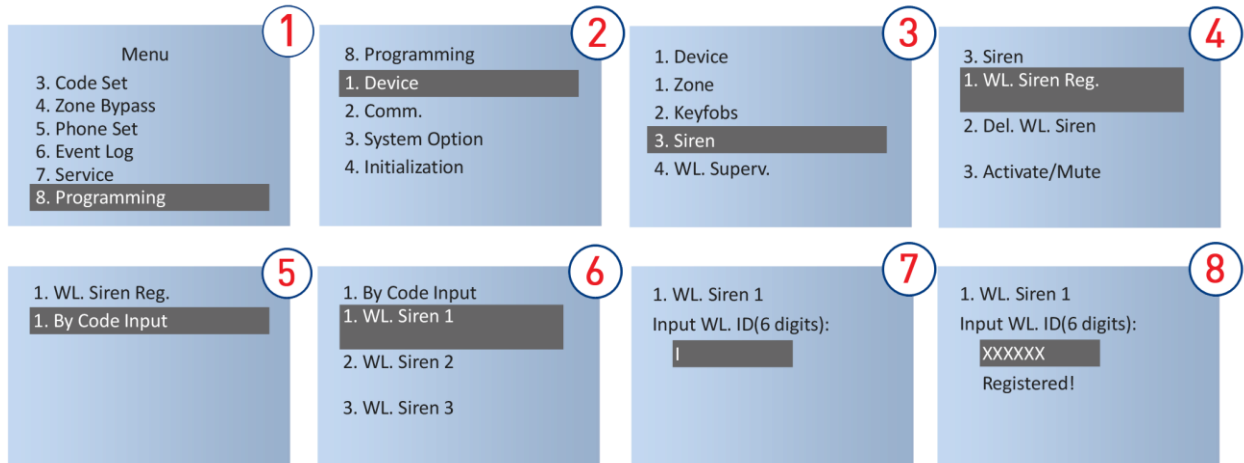 1
Menu
3. Code Set
4. Zone Bypass
5. Phone Set
6. Event Log
7. Service
8. Programming
2
8. Programming
1. Device
2. Comm.
3. System Option
4. Initialization
3
1. Device
1. Zone
2. Keyfobs
3. Siren
4. WL. Superv.
4
3. Siren
1. WL. Siren Reg.
2. Del. WL. Siren
3. Activate/Mute
5
1. WL. Siren Reg.
1. By Code Input
6
1. By Code Input
1. WL. Siren 1
2. WL. Siren 2
3. WL. Siren 3
7
1. WL. Siren 1
Input WL. ID(6 digits):
I
8
1. WL. Siren 1
Input WL. ID(6 digits):
XXXXXX
Registered!